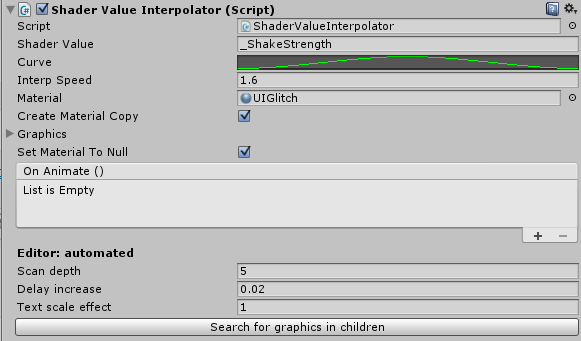 Shader Value Interpolator (Script)
Script ShaderValueInterpolator
Shader Value _ShakeStrength
Curve
Interp Speed 1.6
Material UIGlitch
Create Material Copy
Graphics
Set Material To Null
On Animate ()
List is Empty
+ −
Editor: automated
Scan depth 5
Delay increase 0.02
Text scale effect 1
Search for graphics in children